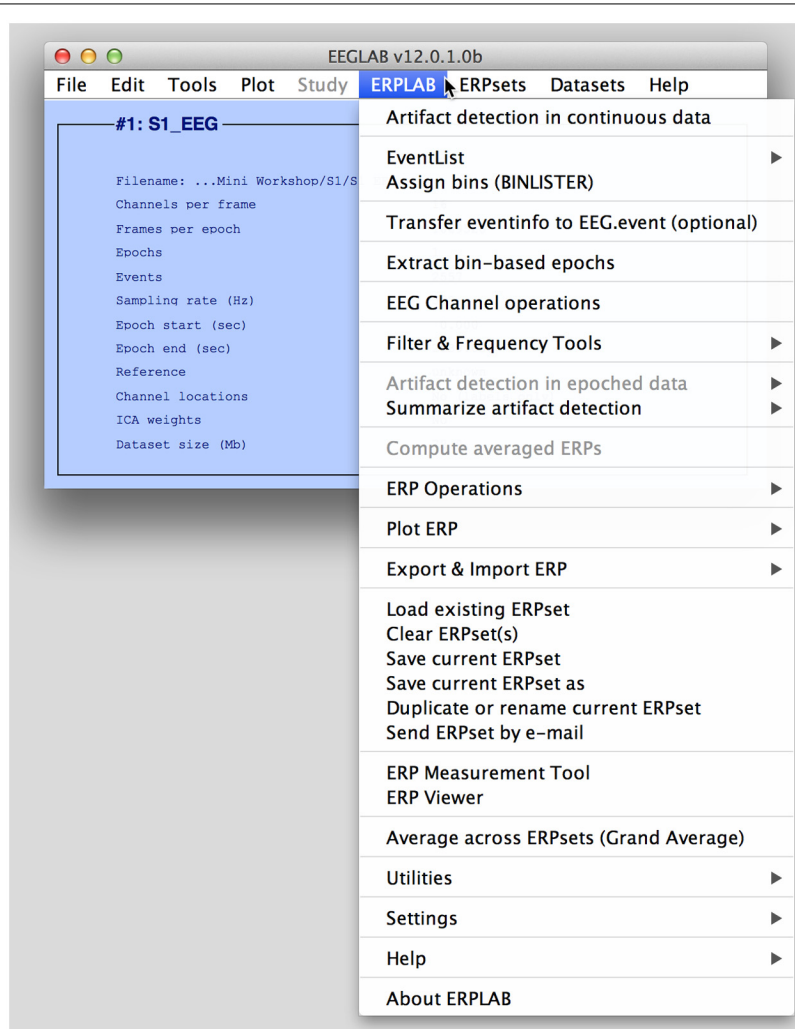 EEGLAB v12.0.1.0b
File Edit Tools Plot Study ERPLAB ERPsets Datasets Help
#1: S1_EEG
Filename: ...Mini Workshop/S1/S
Channels per frame
Frames per epoch
Epochs
Events
Sampling rate (Hz)
Epoch start (sec)
Epoch end (sec)
Reference
Channel locations
ICA weights
Dataset size (Mb)
Artifact detection in continuous data
EventList
Assign bins (BINLISTER)
Transfer eventinfo to EEG.event (optional)
Extract bin-based epochs
EEG Channel operations
Filter & Frequency Tools
Artifact detection in epoched data
Summarize artifact detection
Compute averaged ERPs
ERP Operations
Plot ERP
Export & Import ERP
Load existing ERPset
Clear ERPset(s)
Save current ERPset
Save current ERPset as
Duplicate or rename current ERPset
Send ERPset by e-mail
ERP Measurement Tool
ERP Viewer
Average across ERPsets (Grand Average)
Utilities
Settings
Help
About ERPLAB